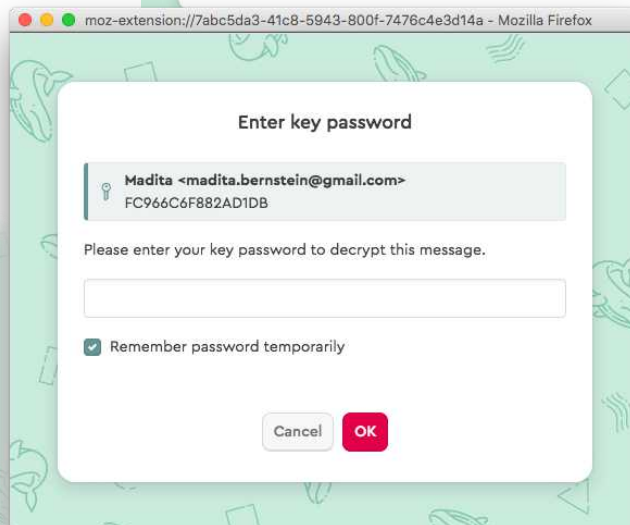 moz-extension://7abc5da3-41c8-5943-800f-7476c4e3d14a - Mozilla Firefox
Enter key password
Madita <madita.bernstein@gmail.com>
FC966C6F882AD1DB
Please enter your key password to decrypt this message.
Remember password temporarily
Cancel OK